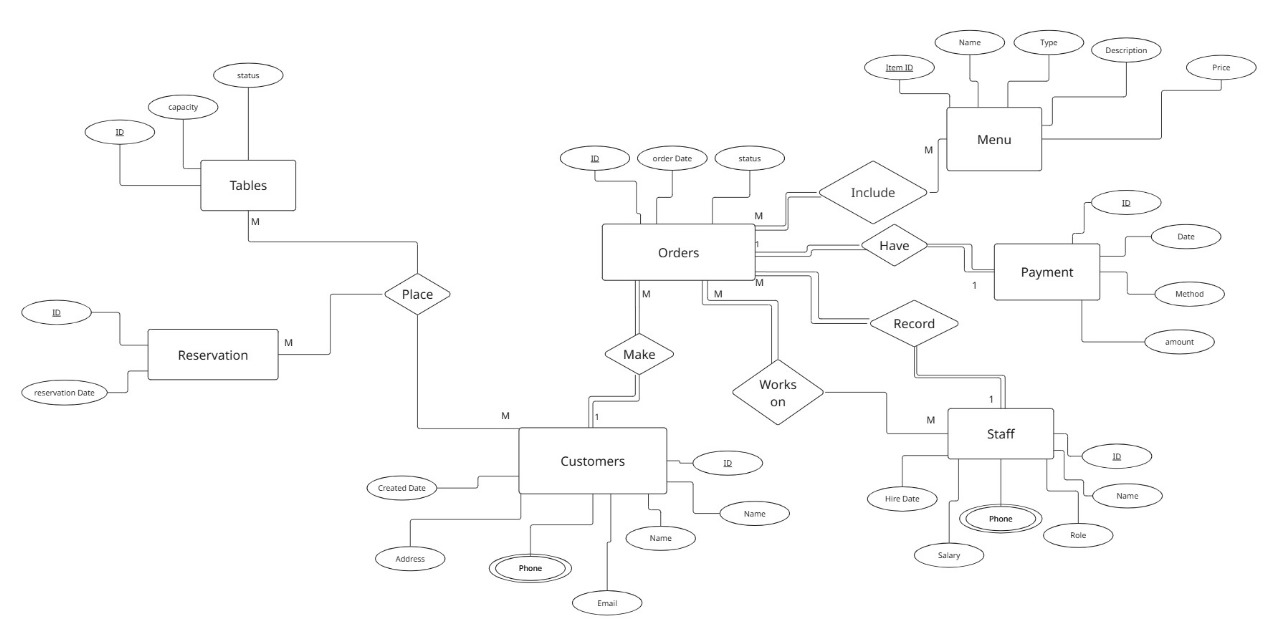 Name
Type
Description
Item ID
Price
status
capacity
ID
Menu
M
ID
order Date
status
Tables
Include
ID
M
M
Orders
1
Have
Date
Payment
M
1
Method
Place
M
M
Record
ID
Reservation
M
Make
amount
reservation Date
Works
on
1
M
1
M
Staff
Customers
ID
ID
Created Date
Name
Hire Date
Name
Phone
Role
Name
Address
Salary
Phone
Email